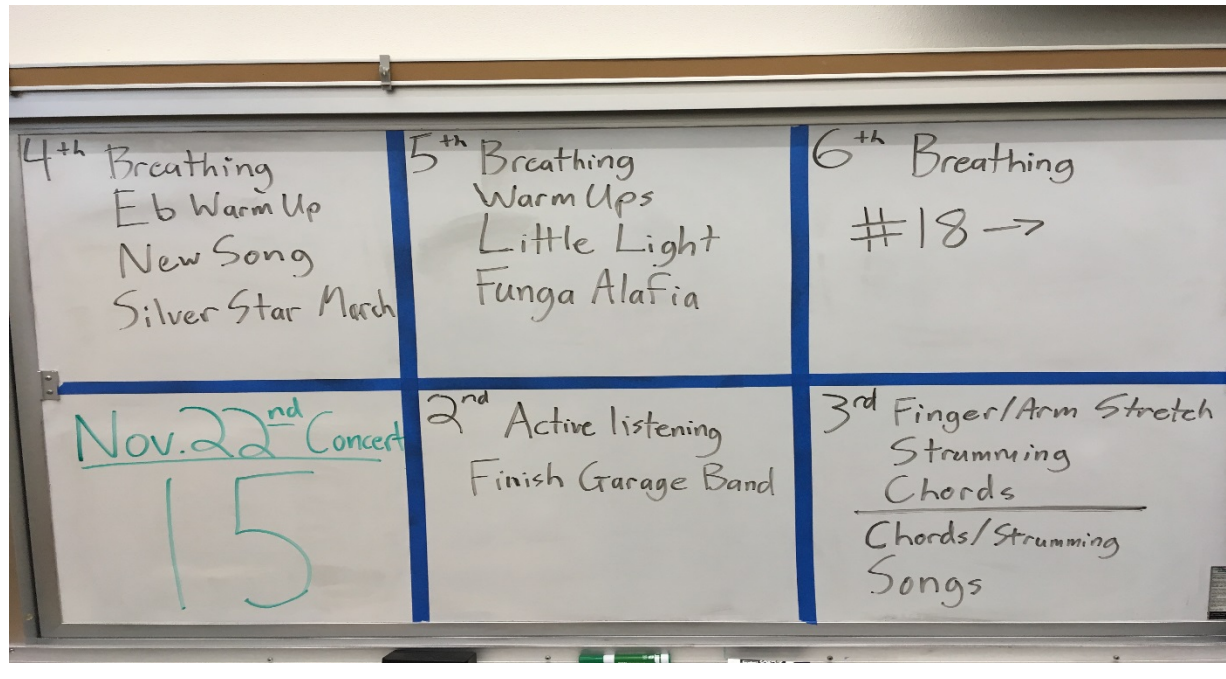 4th Breathing
Eb Warm Up
New Song
Silver Star March
5th Breathing
Warm Ups
Little Light
Funga Alafia
6th Breathing
#18 →
Nov. 22nd Concert
15
2nd Active listening
Finish Garage Band
3rd Finger/Arm Stretch
Strumming
Chords
Chords/Strumming
Songs